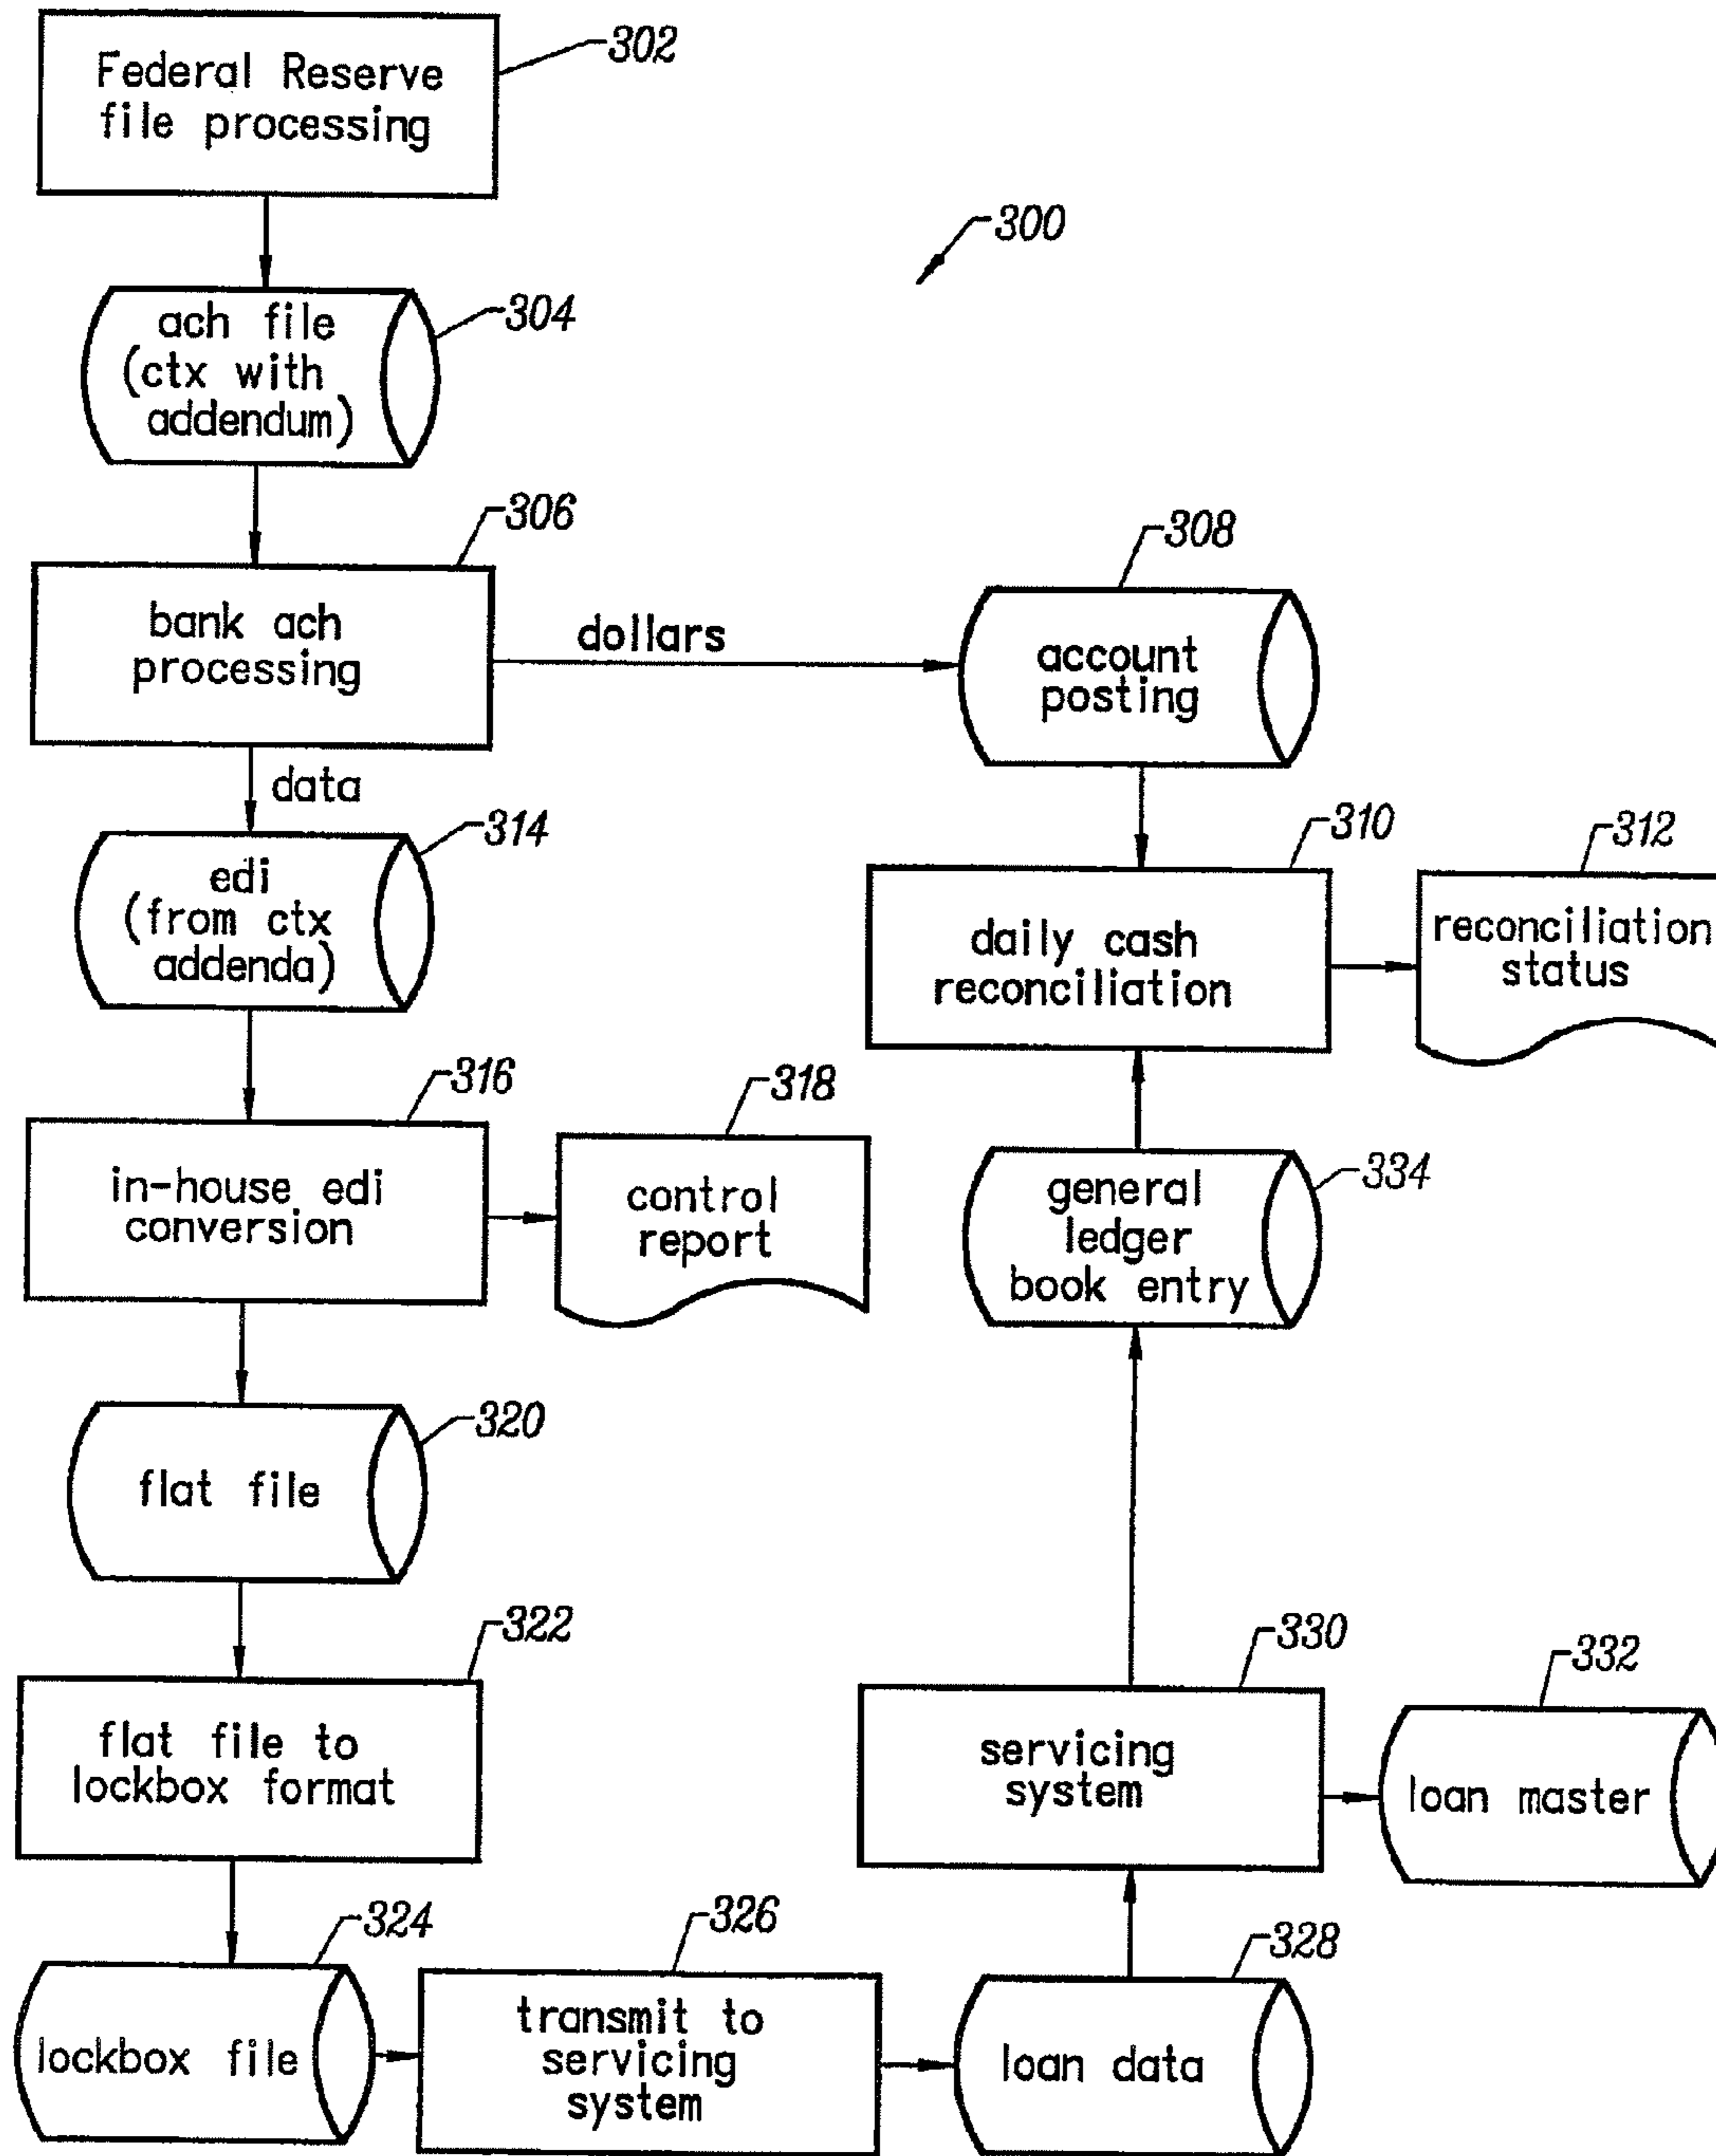 302
Federal Reserve
file processing
300
304
ach file
(ctx with
addendum)
306
bank ach
processing
dollars
308
account
posting
data
314
edi
(from ctx
addenda)
310
daily cash
reconciliation
312
reconciliation
status
316
in-house edi
conversion
318
control
report
334
general
ledger
book entry
320
flat file
322
flat file to
lockbox format
330
servicing
system
332
loan master
324
lockbox file
326
transmit to
servicing
system
328
loan data